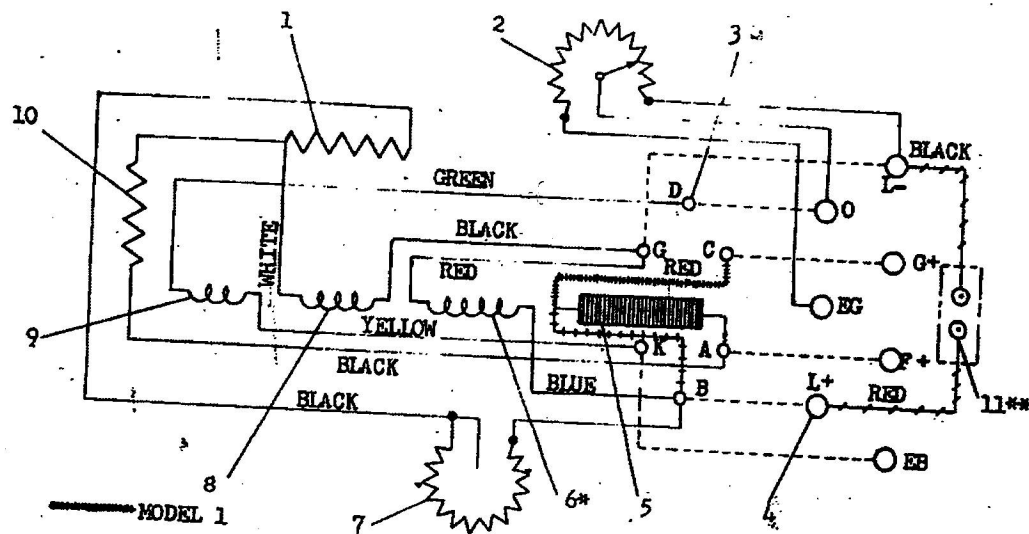 1
2
3
10
BLACK
L-
GREEN
D
O
BLACK
WHITE
G
C
G+
RED
RED
EG
9
YELLOW
K
A
F+
BLACK
BLUE
B
L+
RED
11**
BLACK
EB
8
7
6*
5
4
MODEL 1